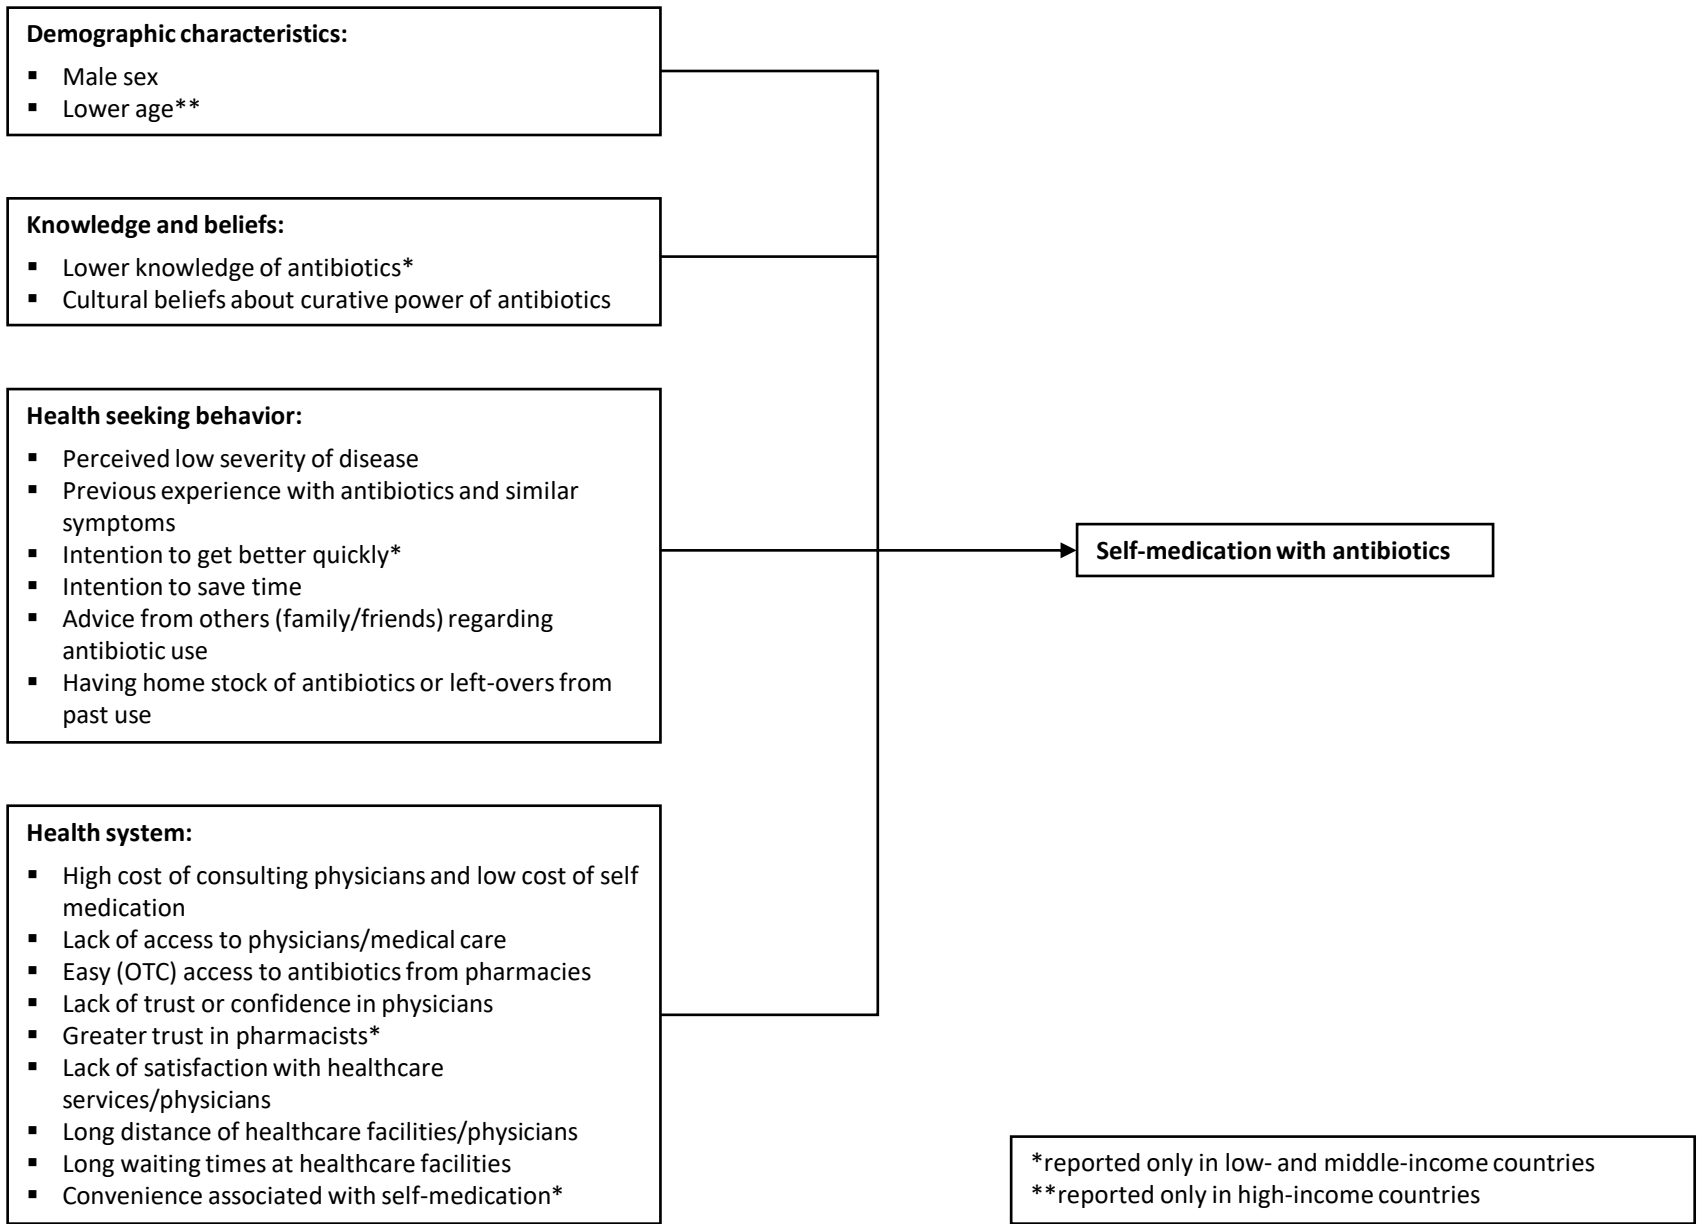 Demographic characteristics:
▪ Male sex
▪ Lower age**
Knowledge and beliefs:
▪ Lower knowledge of antibiotics*
▪ Cultural beliefs about curative power of antibiotics
Health seeking behavior:
▪ Perceived low severity of disease
▪ Previous experience with antibiotics and similar
symptoms
▪ Intention to get better quickly*
▪ Intention to save time
▪ Advice from others (family/friends) regarding
antibiotic use
▪ Having home stock of antibiotics or left-overs from
past use
Health system:
▪ High cost of consulting physicians and low cost of self
medication
▪ Lack of access to physicians/medical care
▪ Easy (OTC) access to antibiotics from pharmacies
▪ Lack of trust or confidence in physicians
▪ Greater trust in pharmacists*
▪ Lack of satisfaction with healthcare
services/physicians
▪ Long distance of healthcare facilities/physicians
▪ Long waiting times at healthcare facilities
▪ Convenience associated with self-medication*
Self-medication with antibiotics
*reported only in low- and middle-income countries
**reported only in high-income countries